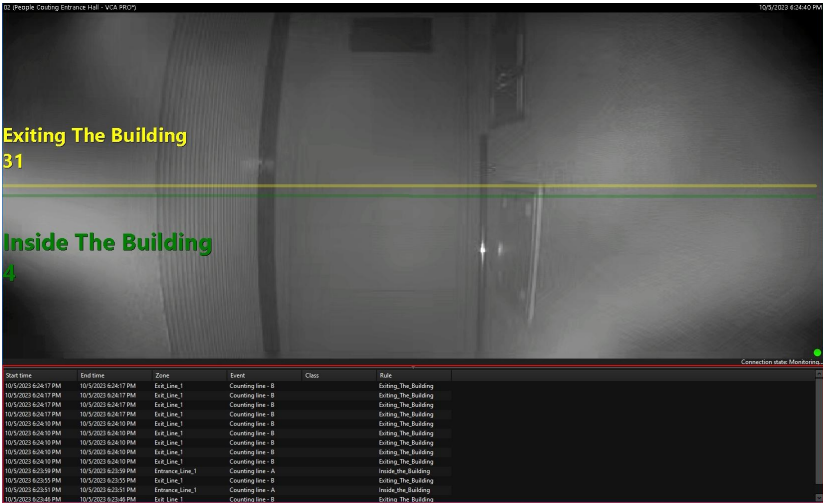 02 (People Couting Entrance Hall - VCA PRO*) 10/5/2023 6:24:40 PM
Exiting The Building
31
Inside The Building
4
Connection state: Monitoring...
Start time End time Zone Event Class Rule
10/5/2023 6:24:17 PM 10/5/2023 6:24:17 PM Exit_Line_1 Counting line - B Exiting_The_Building
10/5/2023 6:24:17 PM 10/5/2023 6:24:17 PM Exit_Line_1 Counting line - B Exiting_The_Building
10/5/2023 6:24:17 PM 10/5/2023 6:24:17 PM Exit_Line_1 Counting line - B Exiting_The_Building
10/5/2023 6:24:17 PM 10/5/2023 6:24:17 PM Exit_Line_1 Counting line - B Exiting_The_Building
10/5/2023 6:24:10 PM 10/5/2023 6:24:10 PM Exit_Line_1 Counting line - B Exiting_The_Building
10/5/2023 6:24:10 PM 10/5/2023 6:24:10 PM Exit_Line_1 Counting line - B Exiting_The_Building
10/5/2023 6:24:10 PM 10/5/2023 6:24:10 PM Exit_Line_1 Counting line - B Exiting_The_Building
10/5/2023 6:24:10 PM 10/5/2023 6:24:10 PM Exit_Line_1 Counting line - B Exiting_The_Building
10/5/2023 6:24:10 PM 10/5/2023 6:24:10 PM Exit_Line_1 Counting line - B Exiting_The_Building
10/5/2023 6:23:59 PM 10/5/2023 6:23:59 PM Entrance_Line_1 Counting line - A Inside_the_Building
10/5/2023 6:23:55 PM 10/5/2023 6:23:55 PM Exit_Line_1 Counting line - B Exiting_The_Building
10/5/2023 6:23:51 PM 10/5/2023 6:23:51 PM Entrance_Line_1 Counting line - A Inside_the_Building
10/5/2023 6:23:46 PM 10/5/2023 6:23:46 PM Exit_Line_1 Counting line - B Exiting_The_Building